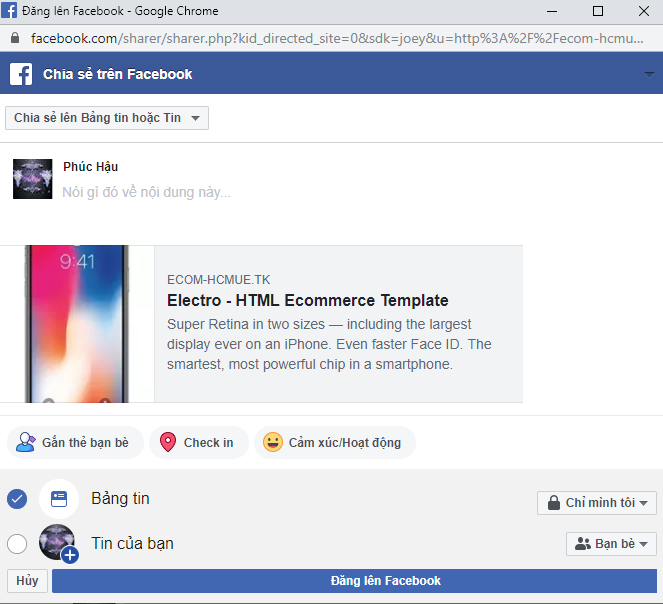 Đăng lên Facebook - Google Chrome
facebook.com/sharer/sharer.php?kid_directed_site=0&sdk=joey&u=http%3A%2F%2Fecom-hcmu...
Chia sẻ trên Facebook
Chia sẻ lên Bảng tin hoặc Tin
Phúc Hậu
Nói gì đó về nội dung này...
9:41
ECOM-HCMUE.TK
Electro - HTML Ecommerce Template
Super Retina in two sizes — including the largest
display ever on an iPhone. Even faster Face ID. The
smartest, most powerful chip in a smartphone.
Gắn thẻ bạn bè Check in Cảm xúc/Hoạt động
Bảng tin Chỉ mình tôi
Tin của bạn Bạn bè
Hủy Đăng lên Facebook